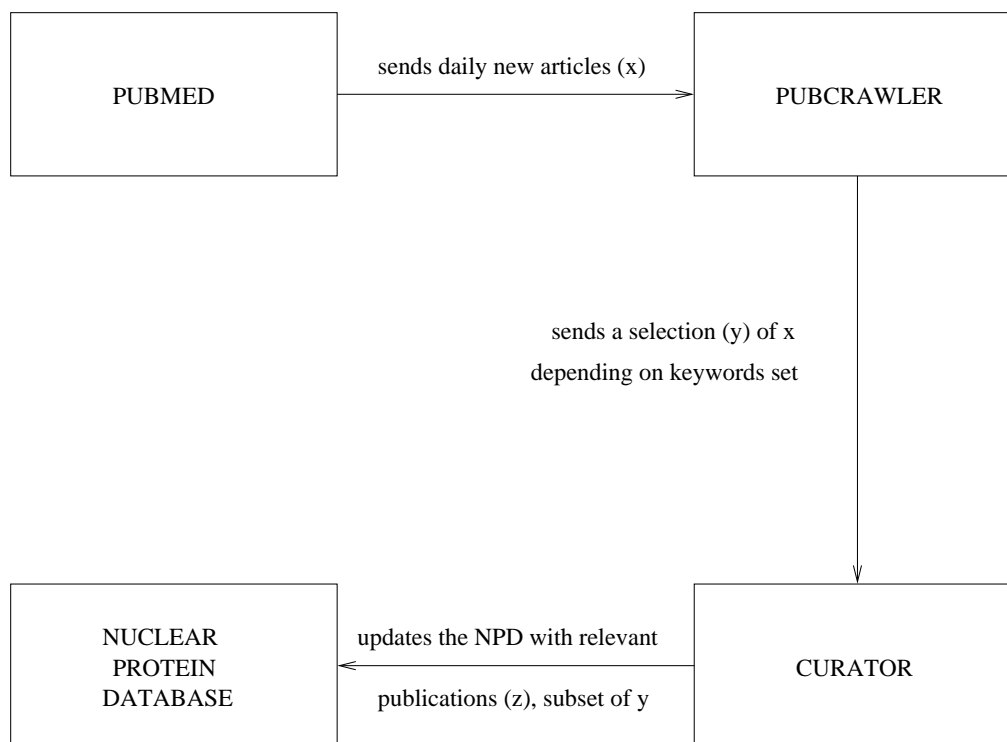 PUBMED
sends daily new articles (x)
PUBCRAWLER
sends a selection (y) of x
depending on keywords set
NUCLEAR
PROTEIN
DATABASE
updates the NPD with relevant
publications (z), subset of y
CURATOR